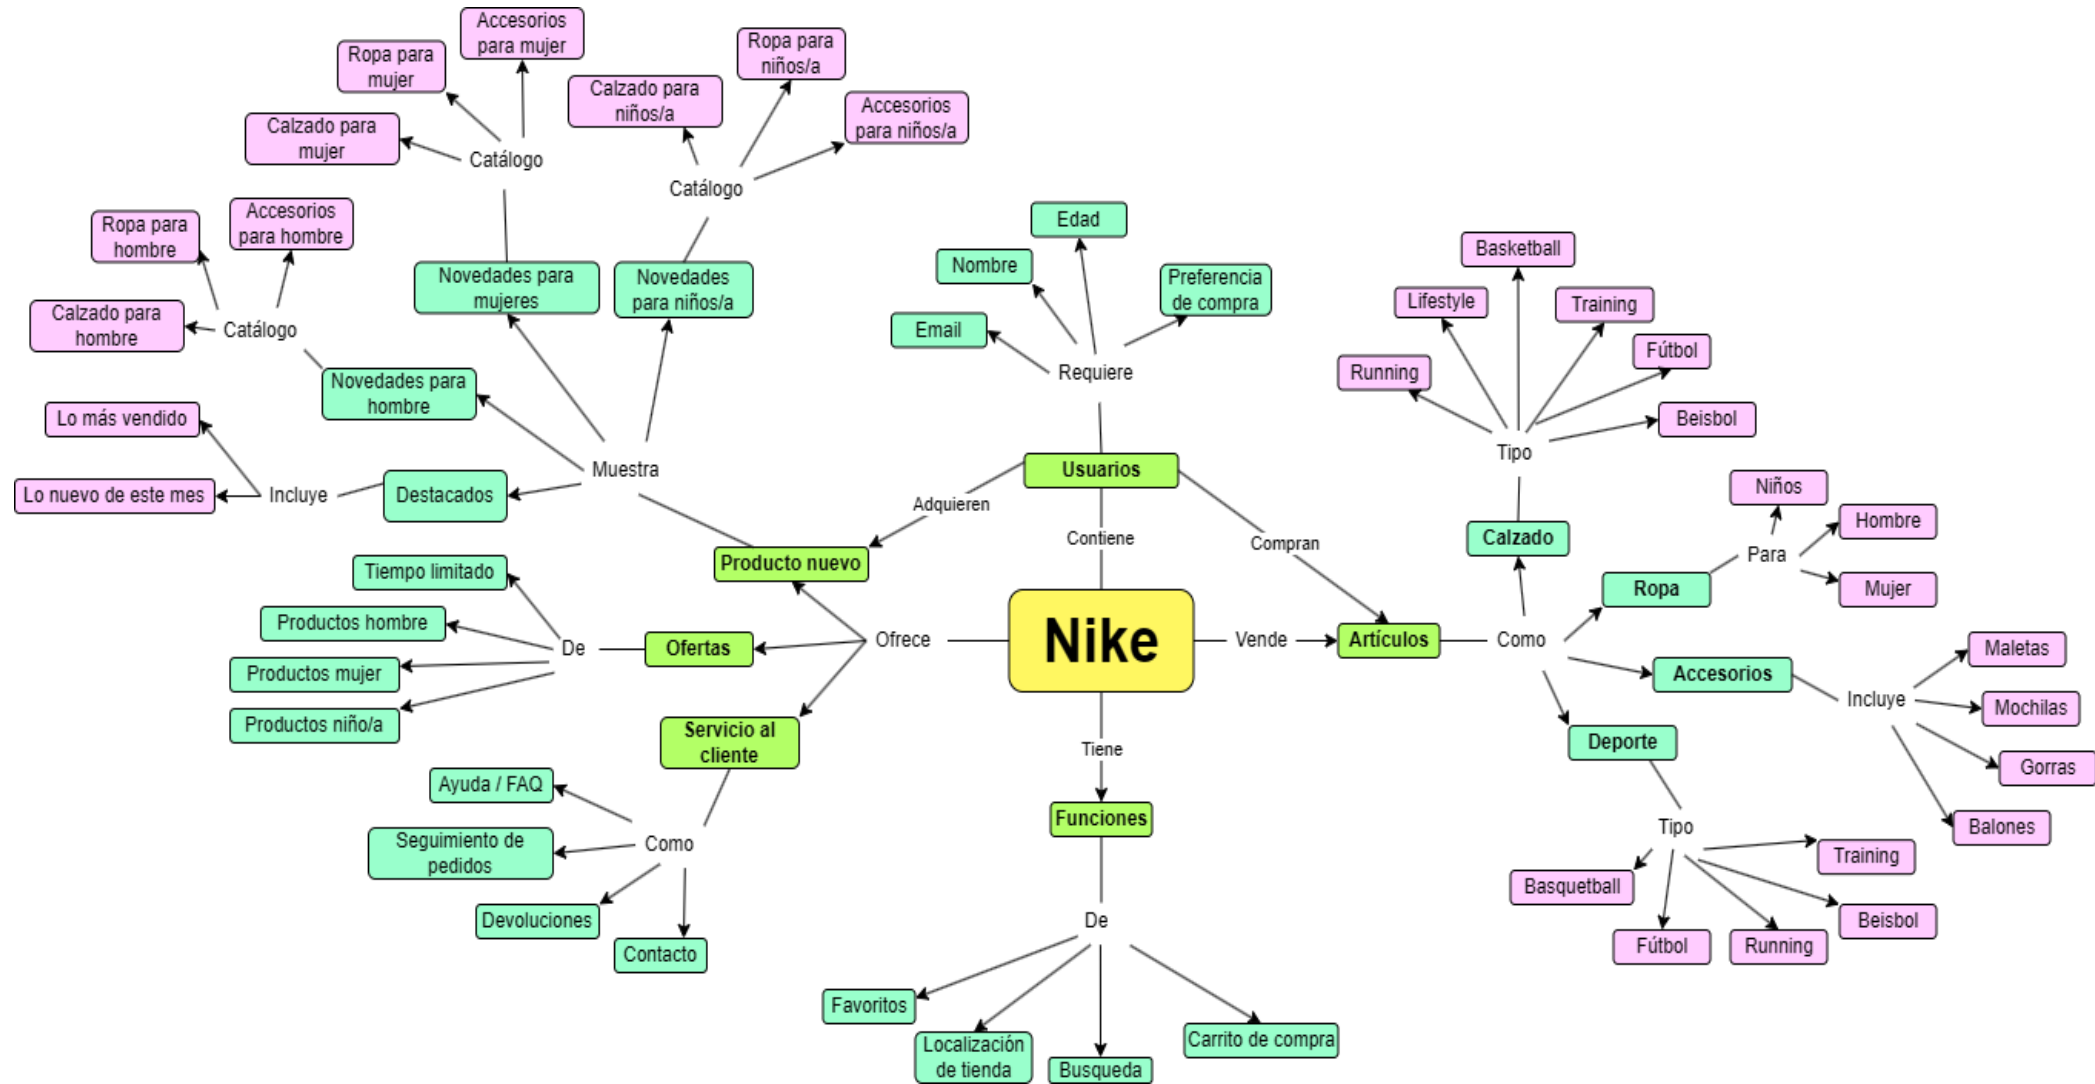 Accesorios
para mujer
Ropa para
mujer
Ropa para
niños/a
Calzado para
niños/a
Accesorios
para niños/a
Calzado para
mujer
Catálogo
Catálogo
Ropa para
hombre
Accesorios
para hombre
Edad
Basketball
Novedades para
mujeres
Novedades
para niños/a
Nombre
Preferencia
de compra
Lifestyle
Training
Calzado para
hombre
Catálogo
Email
Fútbol
Requiere
Running
Novedades para
hombre
Lo más vendido
Beisbol
Tipo
Muestra
Usuarios
Lo nuevo de este mes
Incluye
Destacados
Adquieren
Niños
Hombre
Contiene
Compran
Calzado
Para
Producto nuevo
Tiempo limitado
Ropa
Mujer
Productos hombre
De
Ofertas
Ofrece
Nike
Vende
Artículos
Como
Maletas
Productos mujer
Accesorios
Incluye
Mochilas
Productos niño/a
Servicio al
cliente
Tiene
Deporte
Gorras
Ayuda / FAQ
Funciones
Tipo
Balones
Seguimiento de
pedidos
Como
Training
Basquetball
Devoluciones
De
Beisbol
Contacto
Fútbol
Running
Favoritos
Localización
de tienda
Busqueda
Carrito de compra